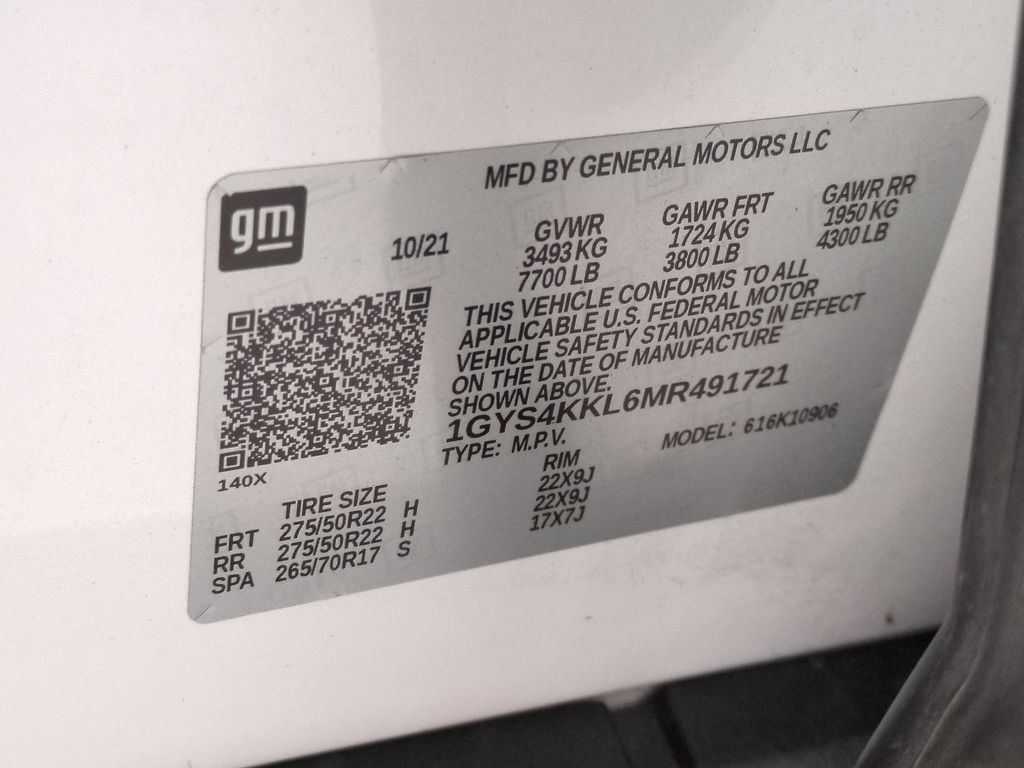 MFD BY GENERAL MOTORS LLC
gm
10/21
GVWR GAWR FRT GAWR RR
3493 KG 1724 KG 1950 KG
7700 LB 3800 LB 4300 LB
THIS VEHICLE CONFORMS TO ALL
APPLICABLE U.S. FEDERAL MOTOR
VEHICLE SAFETY STANDARDS IN EFFECT
ON THE DATE OF MANUFACTURE
SHOWN ABOVE.
1GYS4KKL6MR491721
TYPE: M.P.V. MODEL: 616K10906
140X
TIRE SIZE RIM
FRT 275/50R22 H 22X9J
RR 275/50R22 H 22X9J
SPA 265/70R17 S 17X7J